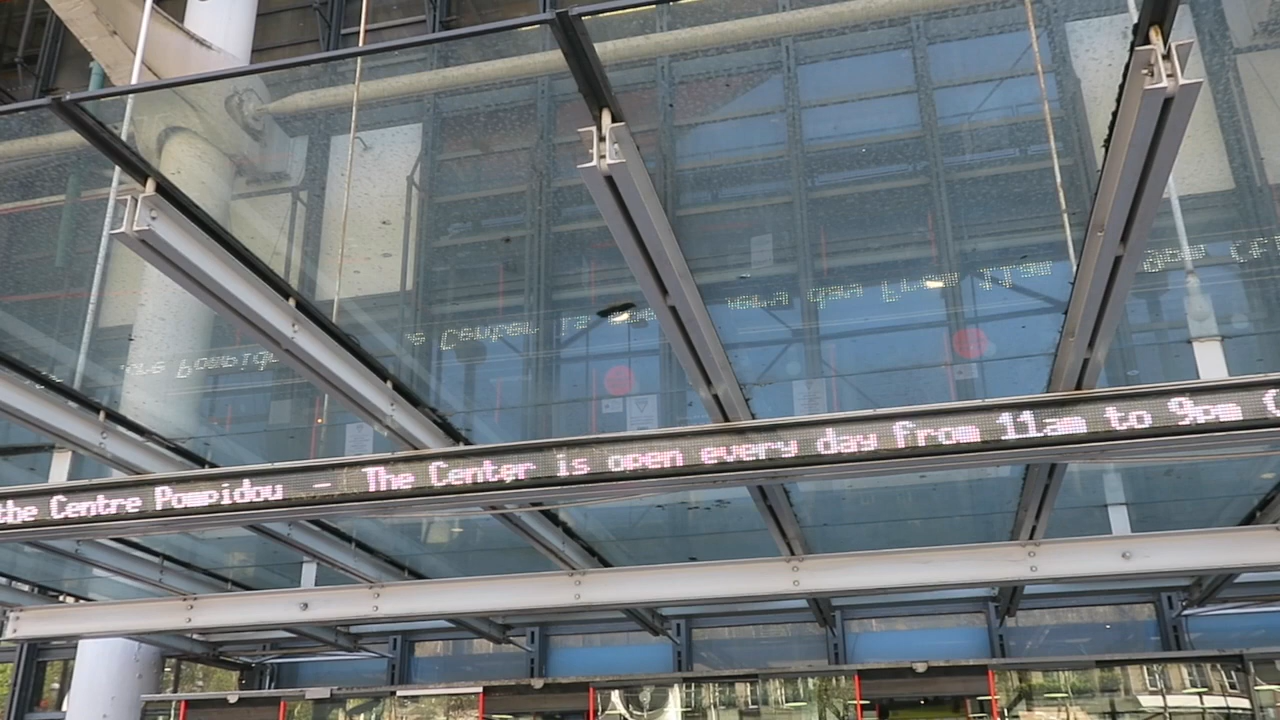 the Centre Pompidou - The Center is open every day from 11am to 9pm (